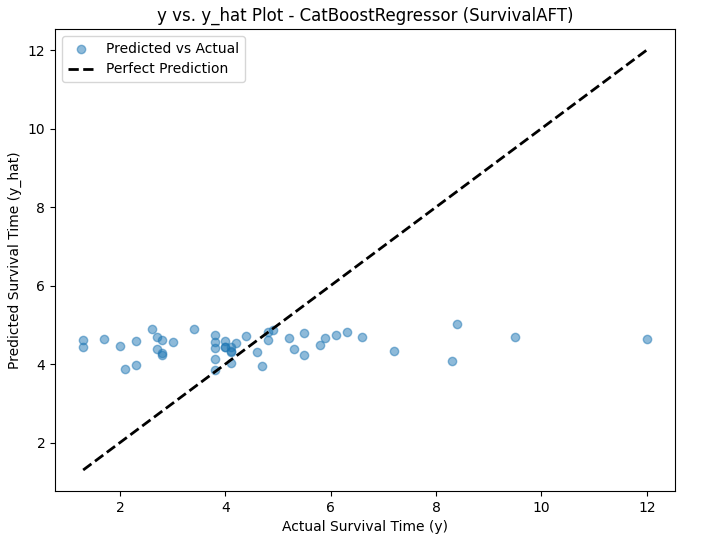 y vs. y_hat Plot - CatBoostRegressor (SurvivalAFT)
Predicted vs Actual
Perfect Prediction
Predicted Survival Time (y_hat)
12
10
8
6
4
2
2 4 6 8 10 12
Actual Survival Time (y)